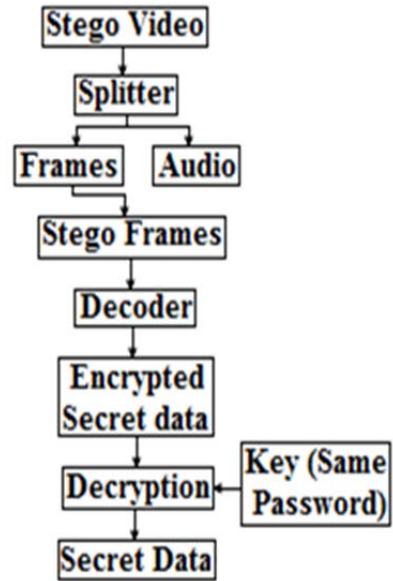 Stego Video
Splitter
Frames
Audio
Stego Frames
Decoder
Encrypted
Secret data
Decryption
Key (Same
Password)
Secret Data